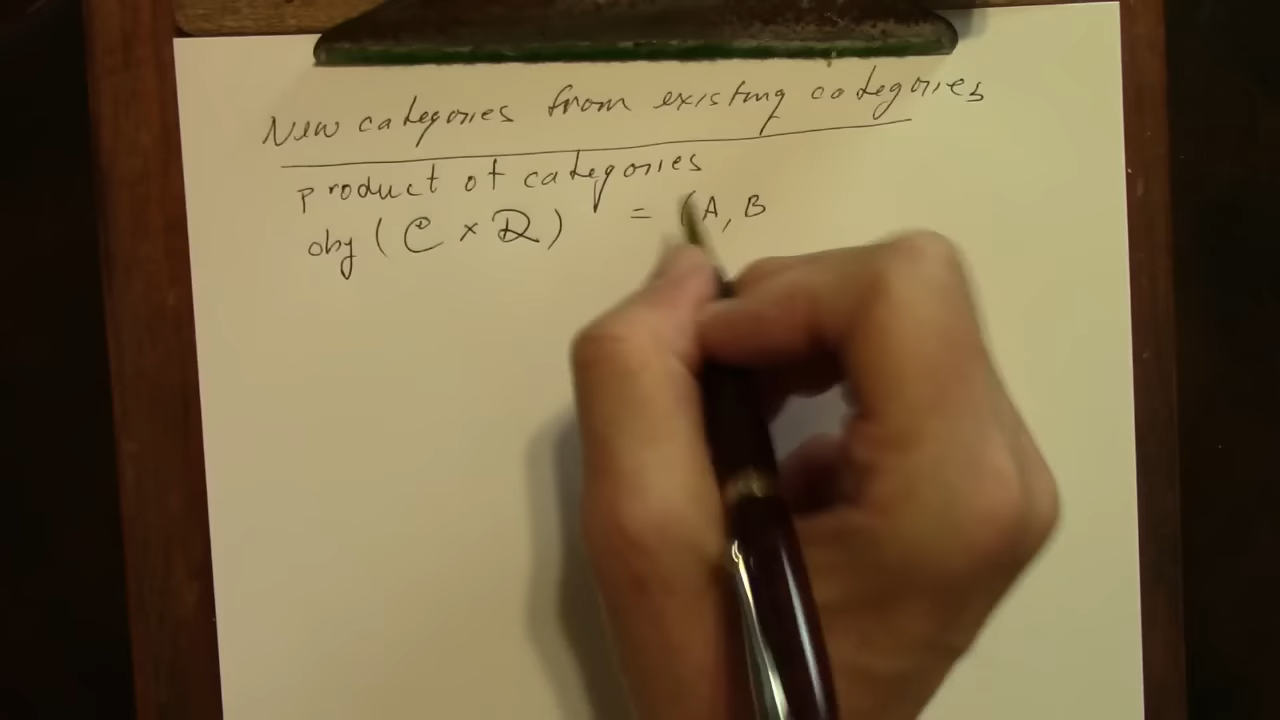 New categories from existing categories
product of categories
obj ( C × D ) = (A, B